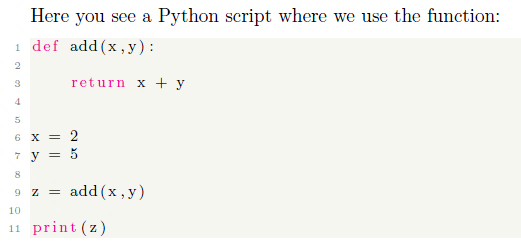 Here you see a Python script where we use the function:
1 def add(x,y):
2
3     return x + y
4
5
6 x = 2
7 y = 5
8
9 z = add(x,y)
10
11 print(z)